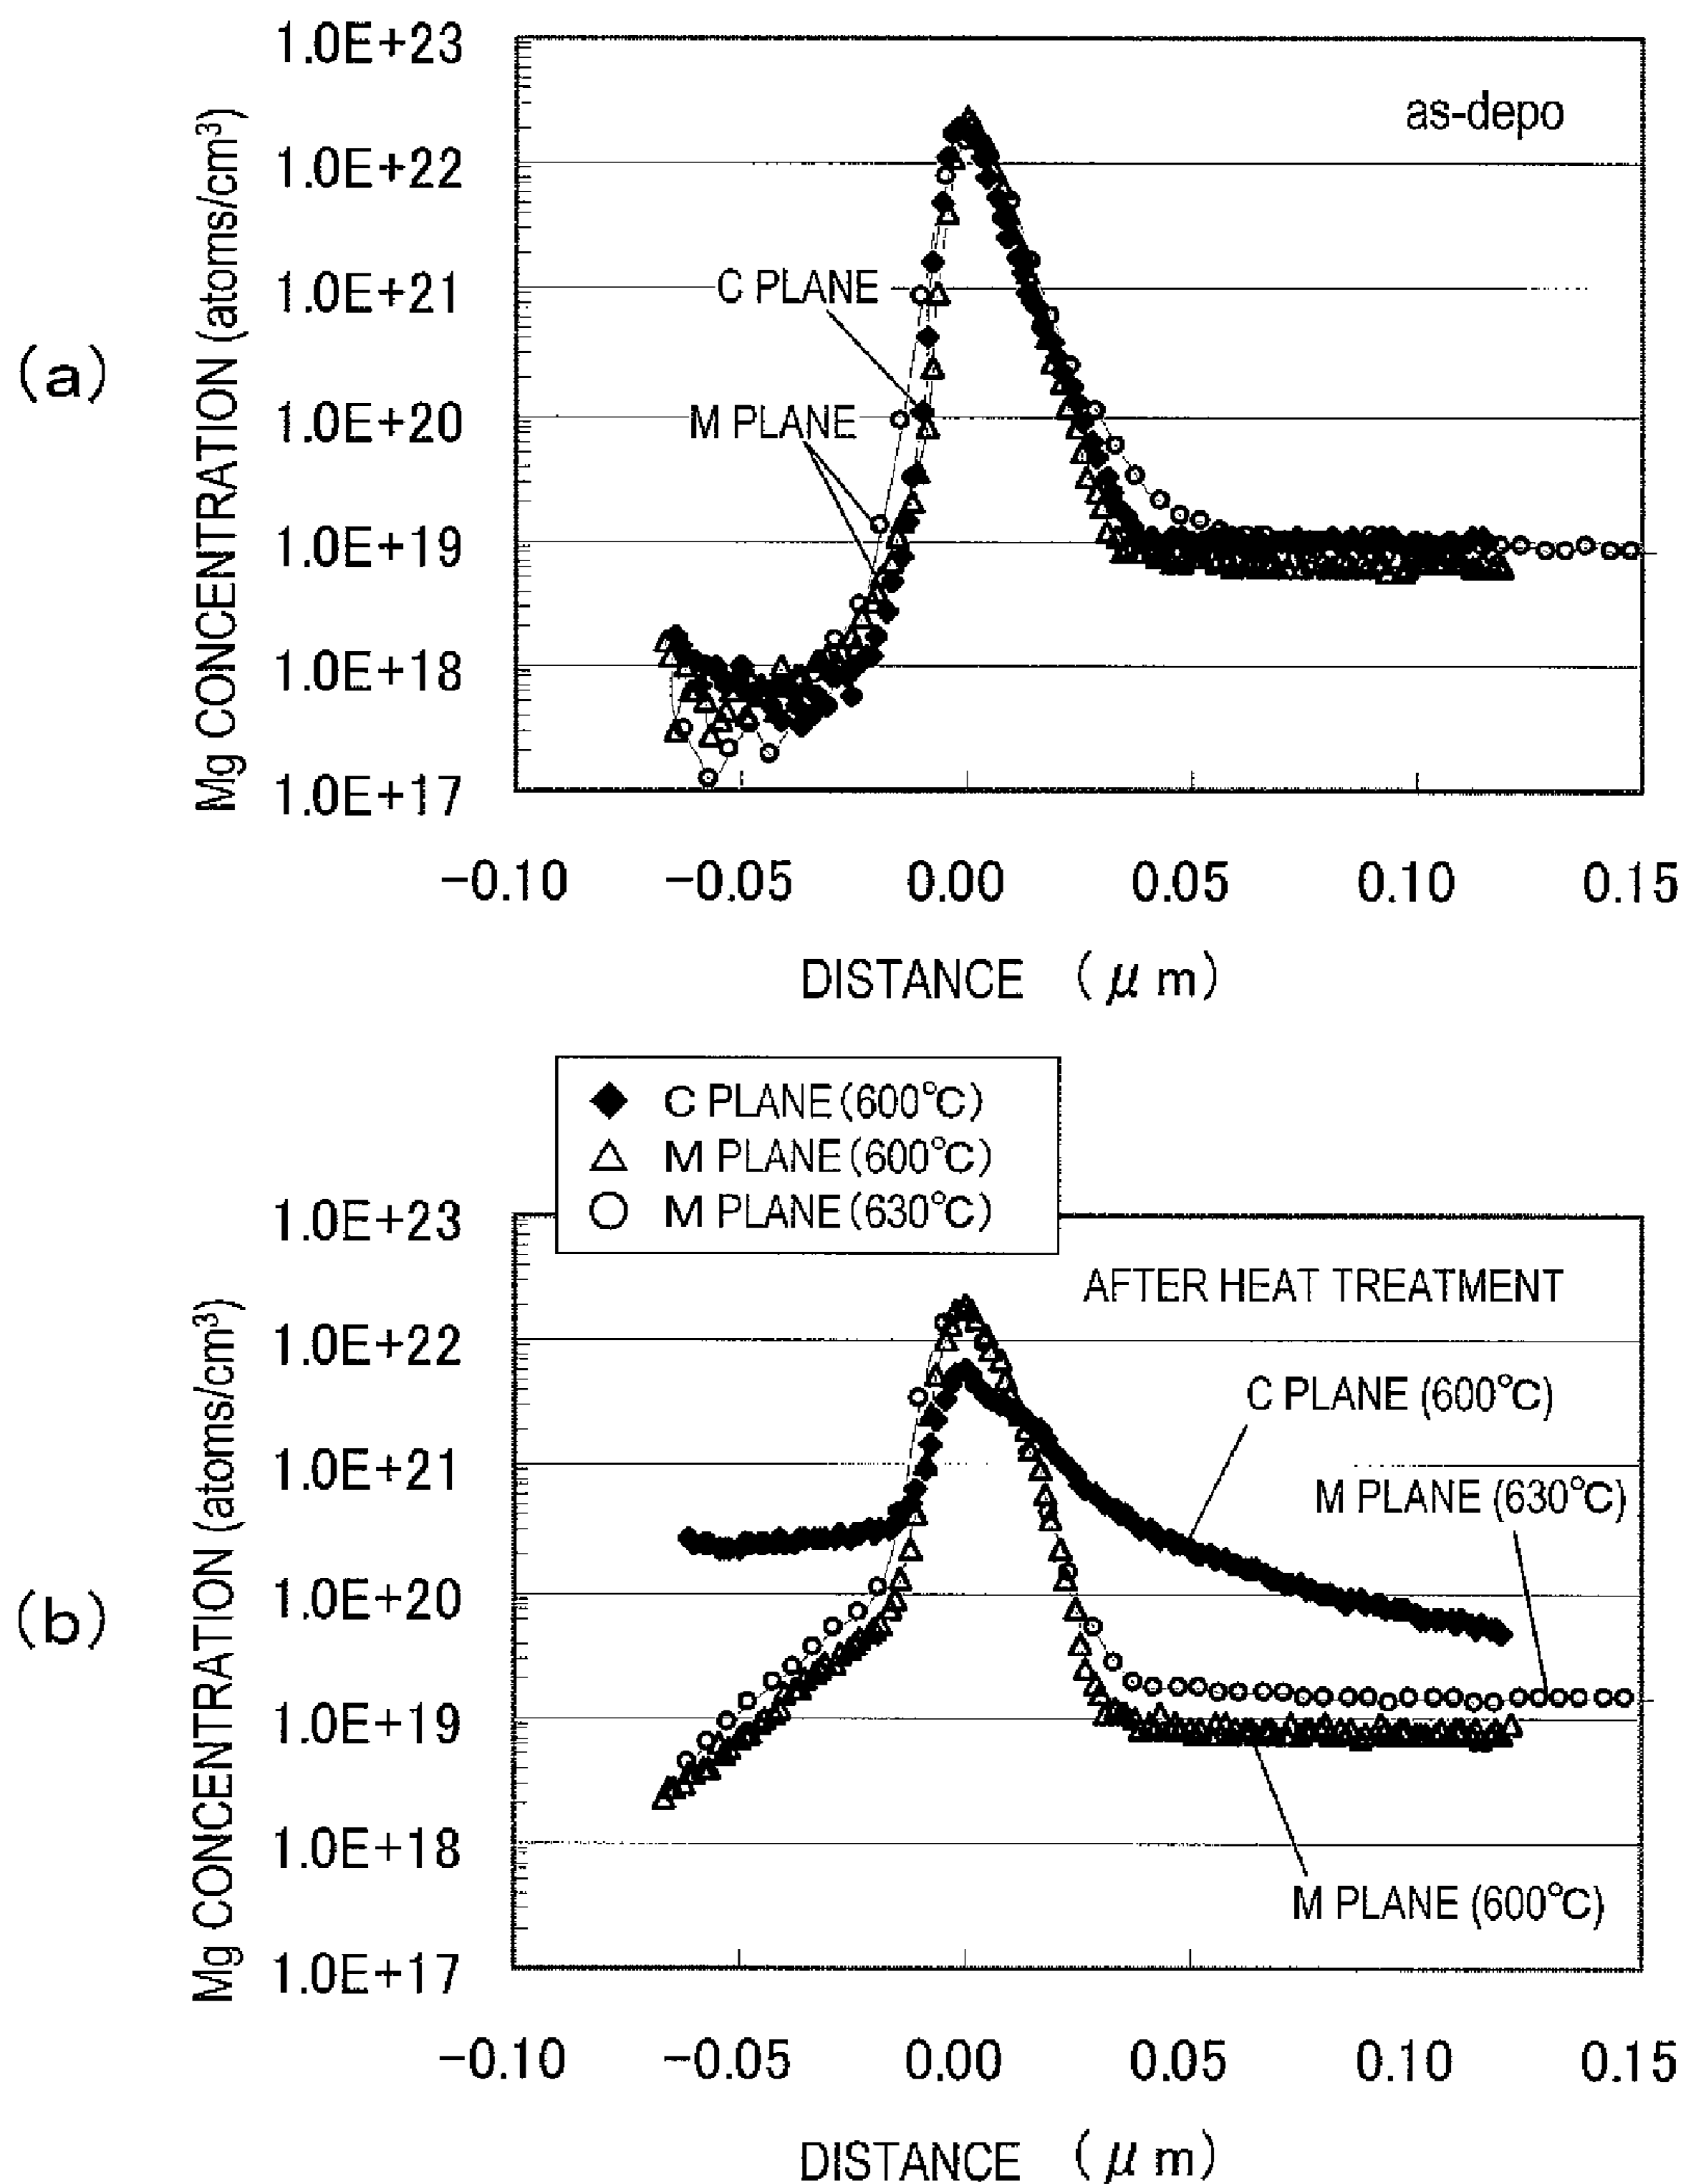 (a)
Mg CONCENTRATION (atoms/cm³)
1.0E+23
1.0E+22
1.0E+21
1.0E+20
1.0E+19
1.0E+18
1.0E+17
as-depo
C PLANE
M PLANE
−0.10 −0.05 0.00 0.05 0.10 0.15
DISTANCE (μm)
◆ C PLANE (600℃)
△ M PLANE (600℃)
○ M PLANE (630℃)
(b)
Mg CONCENTRATION (atoms/cm³)
1.0E+23
1.0E+22
1.0E+21
1.0E+20
1.0E+19
1.0E+18
1.0E+17
AFTER HEAT TREATMENT
C PLANE (600℃)
M PLANE (630℃)
M PLANE (600℃)
−0.10 −0.05 0.00 0.05 0.10 0.15
DISTANCE (μm)